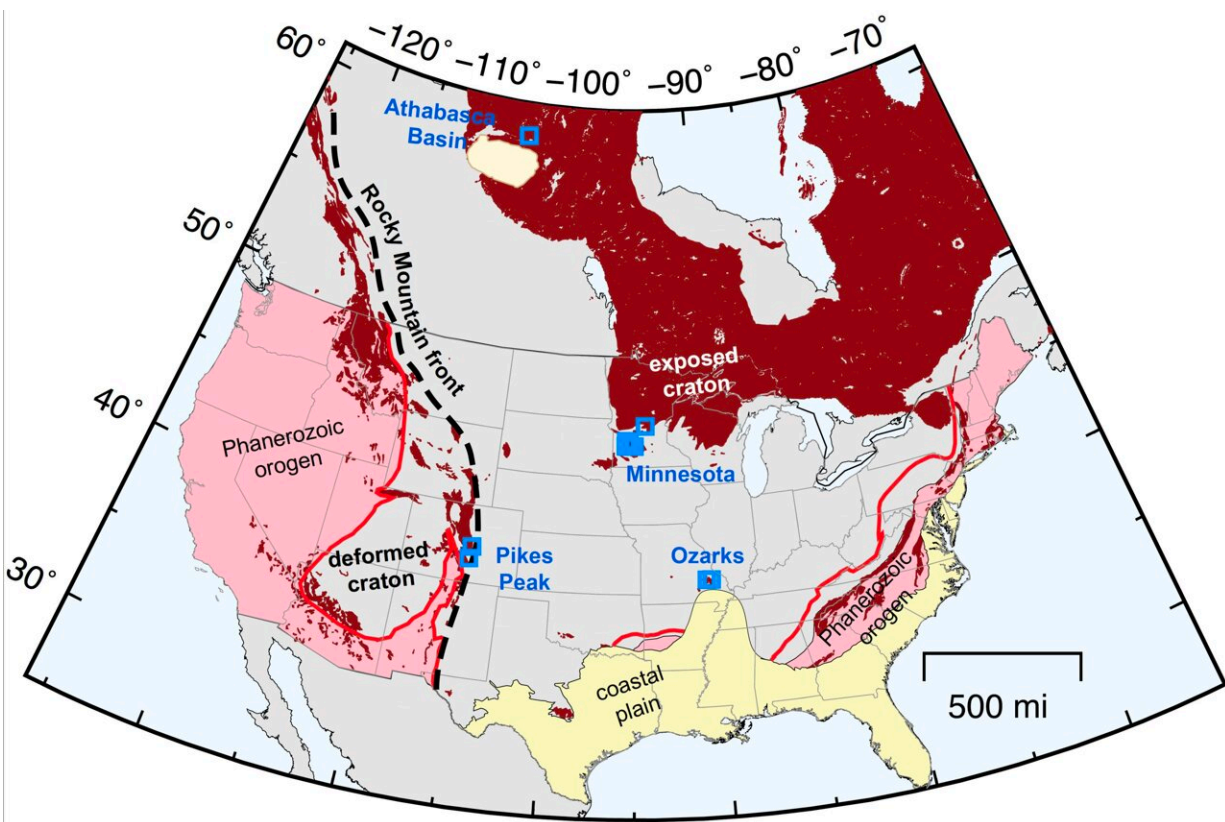 60°
−120°
−110°
−100°
−90°
−80°
−70°
Athabasca
Basin
50°
Rocky Mountain front
exposed
craton
40°
Phanerozoic
orogen
Minnesota
deformed
craton
Pikes
Peak
Ozarks
30°
Phanerozoic
orogen
coastal
plain
500 mi